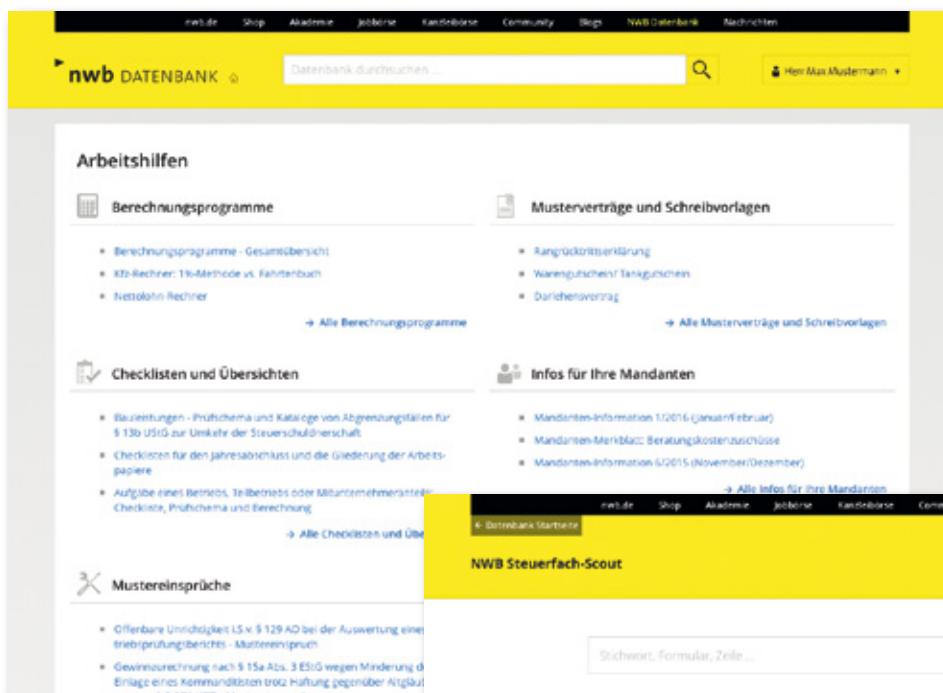 nwb.de Shop Akademie Jobbörse Kanzleibörse Community Blogs NWB Datenbank Nachrichten
nwb DATENBANK
Datenbank durchsuchen ...
Herr Max Mustermann
Arbeitshilfen
Berechnungsprogramme
Berechnungsprogramme - Gesamtübersicht
Kfz-Rechner: 1%-Methode vs. Fahrtenbuch
Nettolohn-Rechner
→ Alle Berechnungsprogramme
Musterverträge und Schreibvorlagen
Rangrücktrittserklärung
Warengutschein/ Tankgutschein
Darlehensvertrag
→ Alle Musterverträge und Schreibvorlagen
Checklisten und Übersichten
Bauleistungen - Prüfschema und Kataloge von Abgrenzungsfällen für
§ 13b UStG zur Umkehr der Steuerschuldnerschaft
Checklisten für den Jahresabschluss und die Gliederung der Arbeits-
papiere
Aufgabe eines Betriebs, Teilbetriebs oder Mitunternehmeranteils:
Checkliste, Prüfschema und Berechnung
→ Alle Checklisten und Übe
Infos für Ihre Mandanten
Mandanten-Information 1/2016 (Januar/Februar)
Mandanten-Merkblatt: Beratungskostenzuschüsse
Mandanten-Information 6/2015 (November/Dezember)
→ Alle Infos für Ihre Mandanten
Mustereinsprüche
Offenbare Unrichtigkeit i.S.v. § 129 AO bei der Auswertung eines
triebsprüfungsberichts - Mustereinspruch
Gewinnzurechnung nach § 15a Abs. 3 EStG wegen Minderung d
Einlage eines Kommanditisten trotz Haftung gegenüber Altgläu
nwb.de Shop Akademie Jobbörse Kanzleibörse Comm
← Datenbank Startseite
NWB Steuerfach-Scout
Stichwort, Formular, Zeile ...